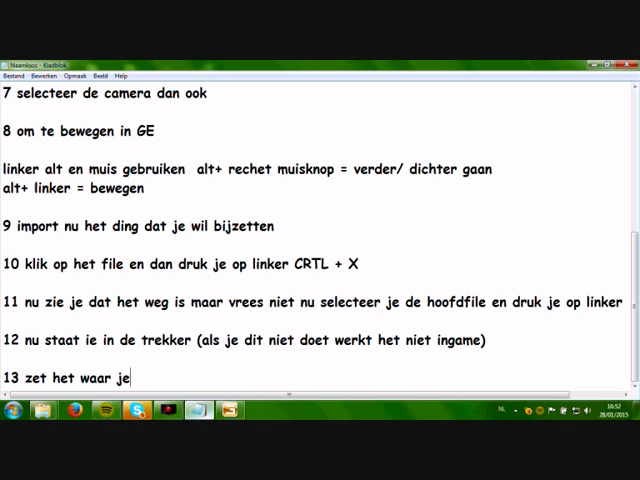 Naamloos - Kladblok
Bestand Bewerken Opmaak Beeld Help
7 selecteer de camera dan ook
8 om te bewegen in GE
linker alt en muis gebruiken alt+ rechet muisknop = verder/ dichter gaan
alt+ linker = bewegen
9 import nu het ding dat je wil bijzetten
10 klik op het file en dan druk je op linker CRTL + X
11 nu zie je dat het weg is maar vrees niet nu selecteer je de hoofdfile en druk je op linker
12 nu staat ie in de trekker (als je dit niet doet werkt het niet ingame)
13 zet het waar je
NL
16:52
28/01/2015